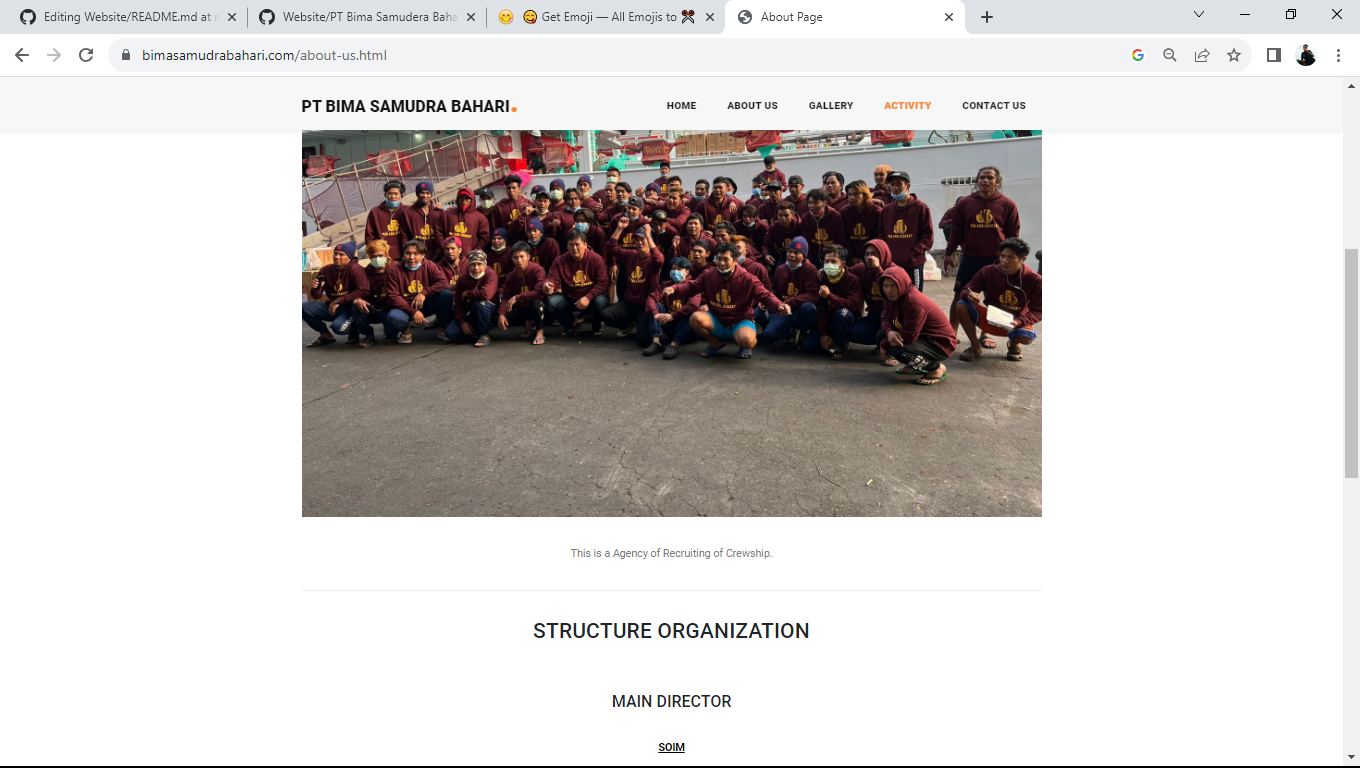 Editing Website/README.md at
Website/PT Bima Samudera Baha
Get Emoji — All Emojis to
About Page
bimasamudrabahari.com/about-us.html
PT BIMA SAMUDRA BAHARI.
HOME
ABOUT US
GALLERY
ACTIVITY
CONTACT US
This is a Agency of Recruiting of Crewship.
STRUCTURE ORGANIZATION
MAIN DIRECTOR
SOIM